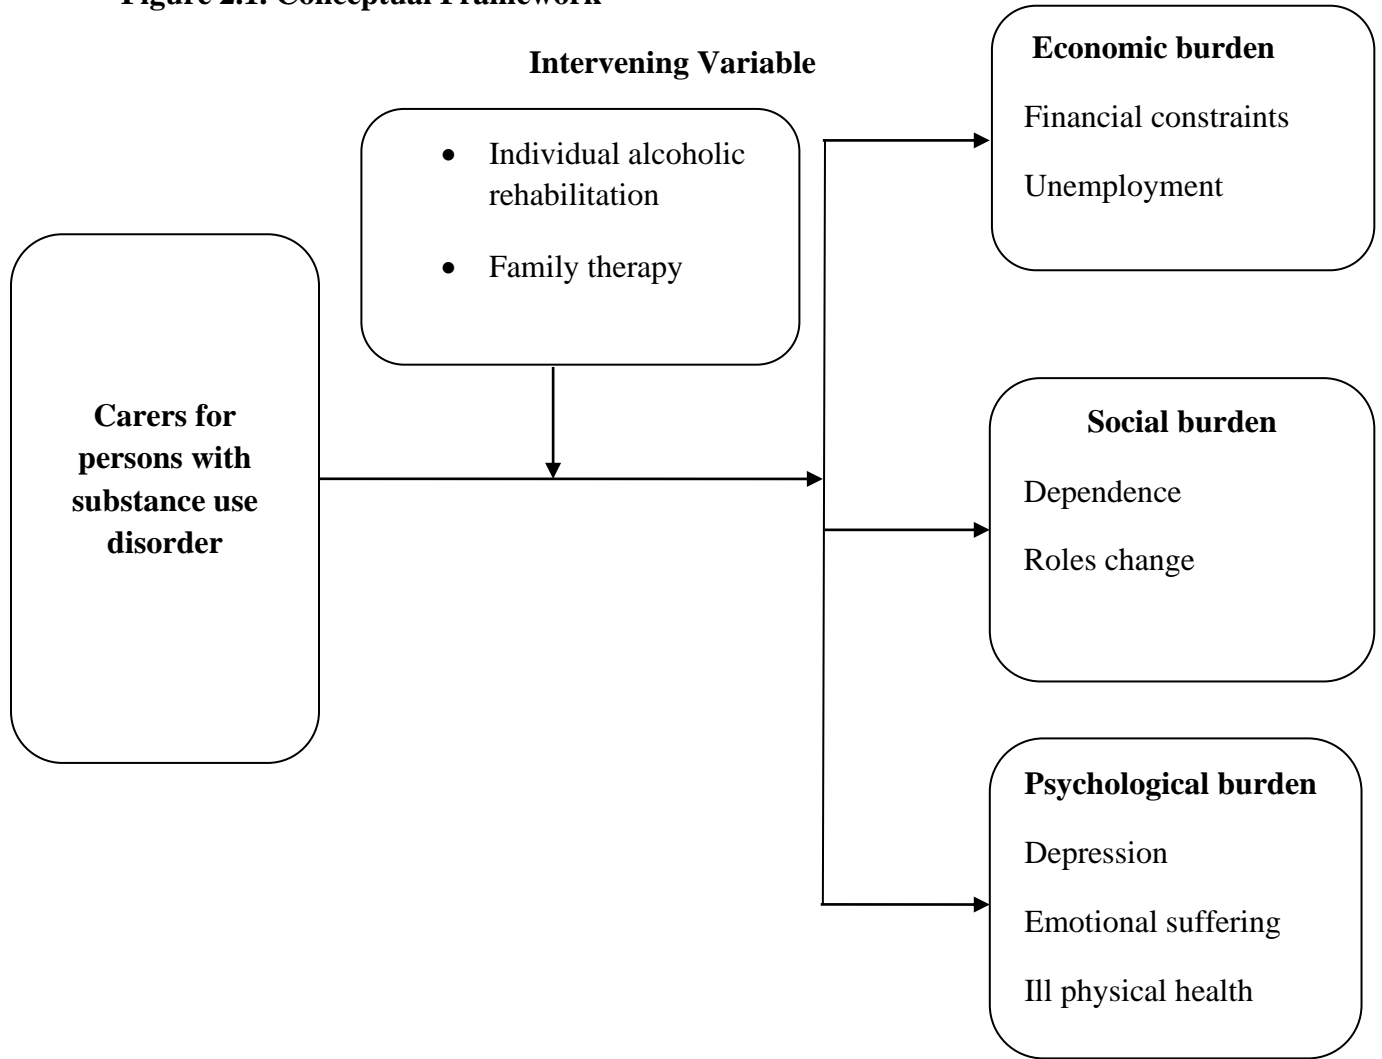 Figure 2.1. Conceptual Framework
Intervening Variable
• Individual alcoholic
rehabilitation
• Family therapy
Carers for
persons with
substance use
disorder
Economic burden
Financial constraints
Unemployment
Social burden
Dependence
Roles change
Psychological burden
Depression
Emotional suffering
Ill physical health